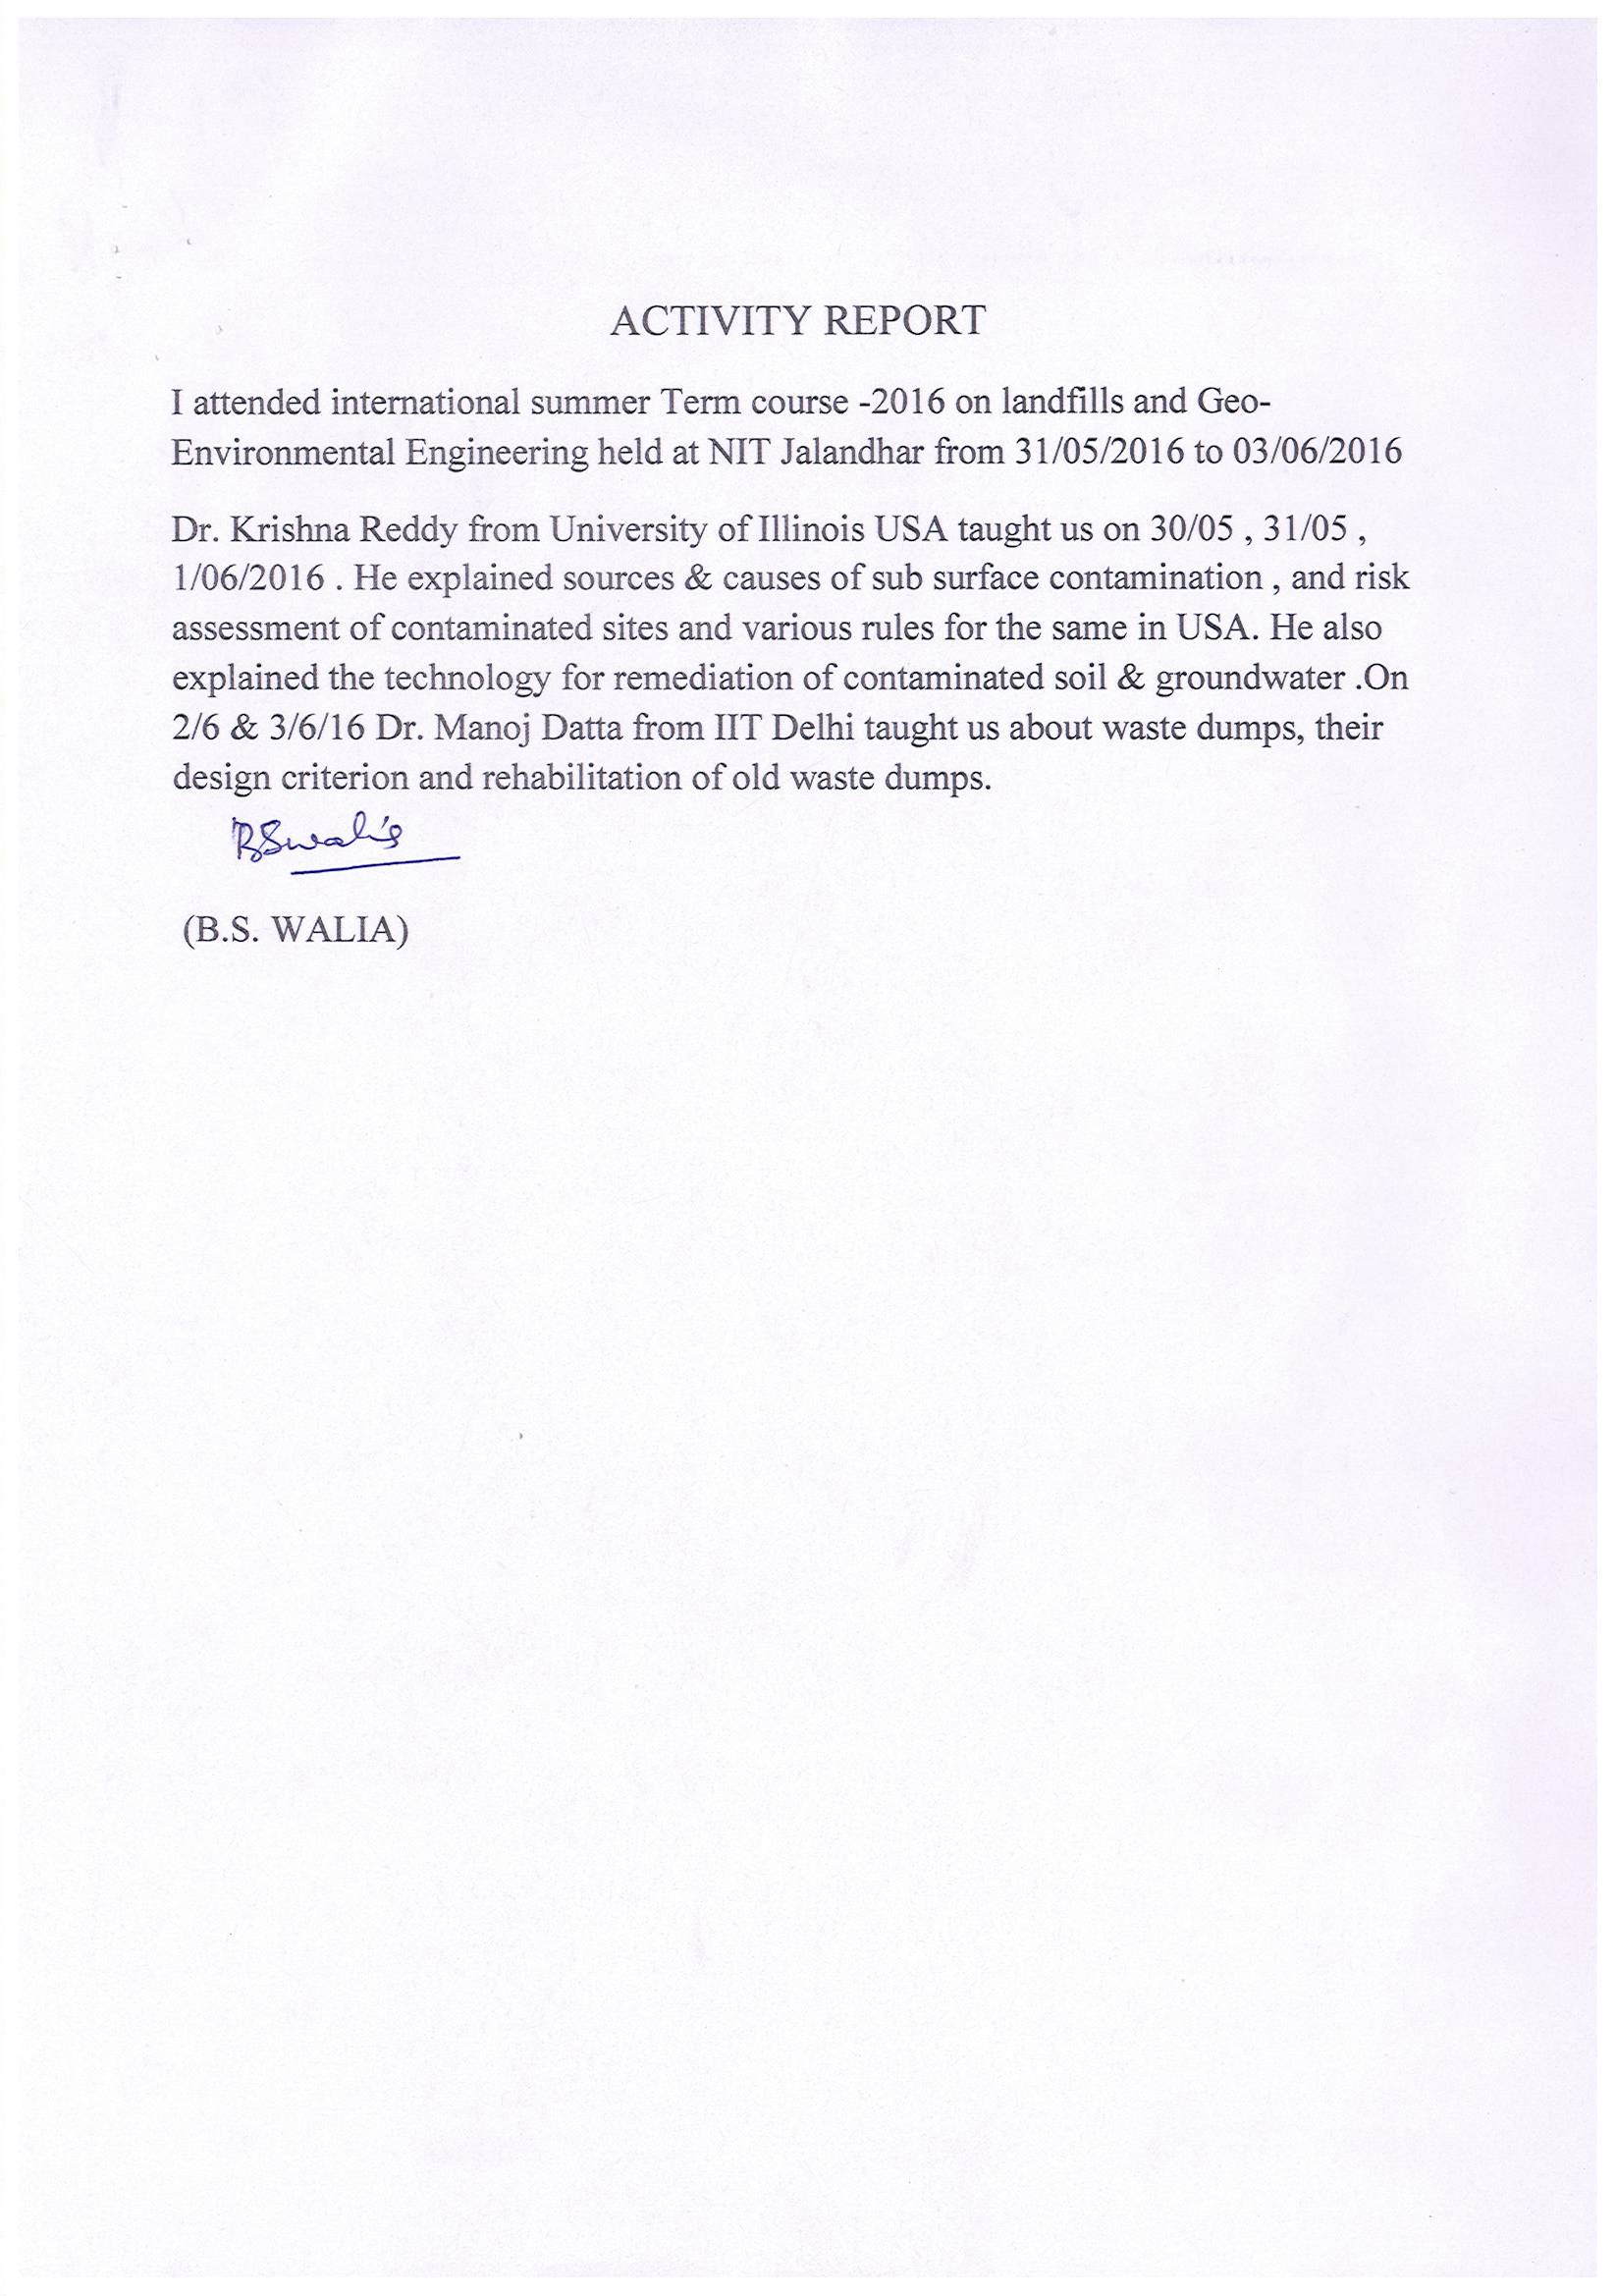 ACTIVITY REPORT
I attended international summer Term course -2016 on landfills and Geo-
Environmental Engineering held at NIT Jalandhar from 31/05/2016 to 03/06/2016
Dr. Krishna Reddy from University of Illinois USA taught us on 30/05 , 31/05 ,
1/06/2016 . He explained sources & causes of sub surface contamination , and risk
assessment of contaminated sites and various rules for the same in USA. He also
explained the technology for remediation of contaminated soil & groundwater .On
2/6 & 3/6/16 Dr. Manoj Datta from IIT Delhi taught us about waste dumps, their
design criterion and rehabilitation of old waste dumps.
BSwalia
(B.S. WALIA)